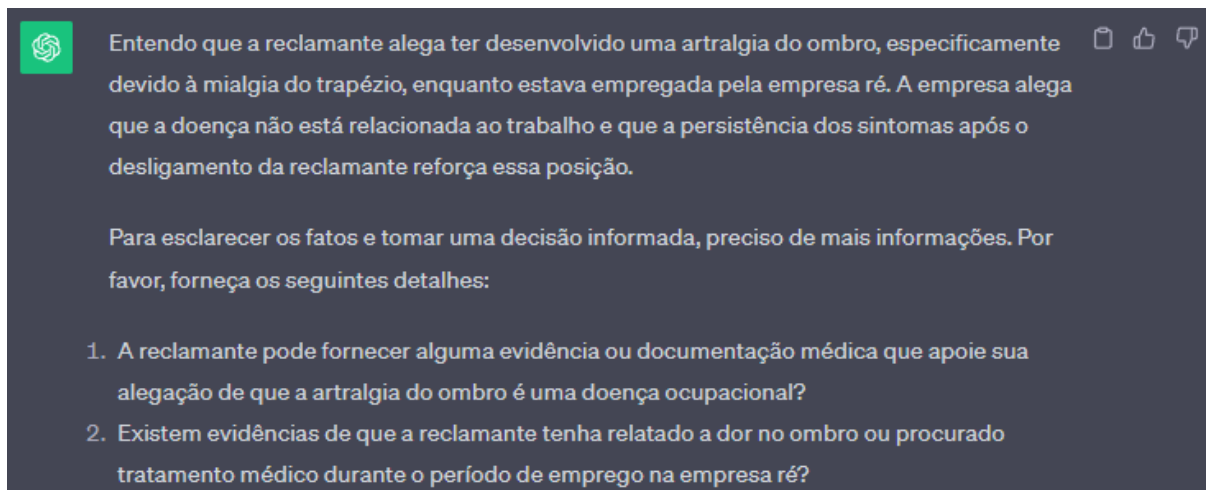 Entendo que a reclamante alega ter desenvolvido uma artralgia do ombro, especificamente
devido à mialgia do trapézio, enquanto estava empregada pela empresa ré. A empresa alega
que a doença não está relacionada ao trabalho e que a persistência dos sintomas após o
desligamento da reclamante reforça essa posição.
Para esclarecer os fatos e tomar uma decisão informada, preciso de mais informações. Por
favor, forneça os seguintes detalhes:
1. A reclamante pode fornecer alguma evidência ou documentação médica que apoie sua
alegação de que a artralgia do ombro é uma doença ocupacional?
2. Existem evidências de que a reclamante tenha relatado a dor no ombro ou procurado
tratamento médico durante o período de emprego na empresa ré?